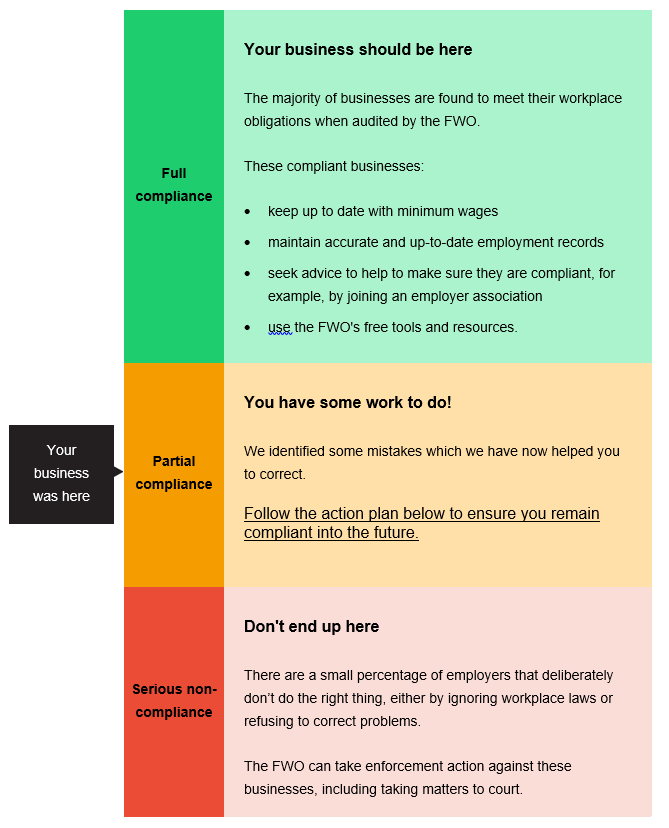 Your business should be here
The majority of businesses are found to meet their workplace
obligations when audited by the FWO.
These compliant businesses:
Full
compliance
• keep up to date with minimum wages
• maintain accurate and up-to-date employment records
• seek advice to help to make sure they are compliant, for
example, by joining an employer association
• use the FWO's free tools and resources.
You have some work to do!
Your
business
was here
Partial
compliance
We identified some mistakes which we have now helped you
to correct.
Follow the action plan below to ensure you remain
compliant into the future.
Don't end up here
Serious non-
compliance
There are a small percentage of employers that deliberately
don’t do the right thing, either by ignoring workplace laws or
refusing to correct problems.
The FWO can take enforcement action against these
businesses, including taking matters to court.